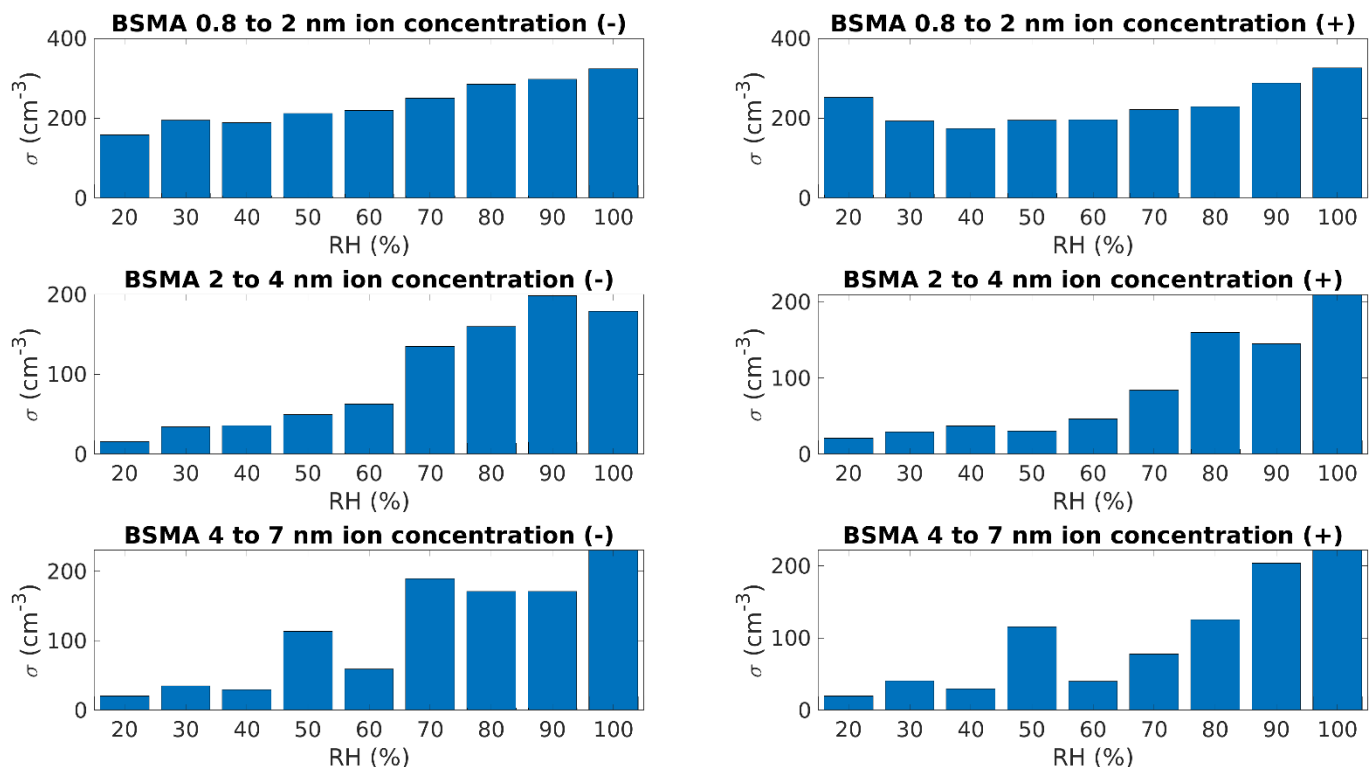 BSMA 0.8 to 2 nm ion concentration (-)
400
200
0
σ (cm⁻³)
20 30 40 50 60 70 80 90 100
RH (%)
BSMA 0.8 to 2 nm ion concentration (+)
400
200
0
σ (cm⁻³)
20 30 40 50 60 70 80 90 100
RH (%)
BSMA 2 to 4 nm ion concentration (-)
200
100
0
σ (cm⁻³)
20 30 40 50 60 70 80 90 100
RH (%)
BSMA 2 to 4 nm ion concentration (+)
200
100
0
σ (cm⁻³)
20 30 40 50 60 70 80 90 100
RH (%)
BSMA 4 to 7 nm ion concentration (-)
200
100
0
σ (cm⁻³)
20 30 40 50 60 70 80 90 100
RH (%)
BSMA 4 to 7 nm ion concentration (+)
200
100
0
σ (cm⁻³)
20 30 40 50 60 70 80 90 100
RH (%)